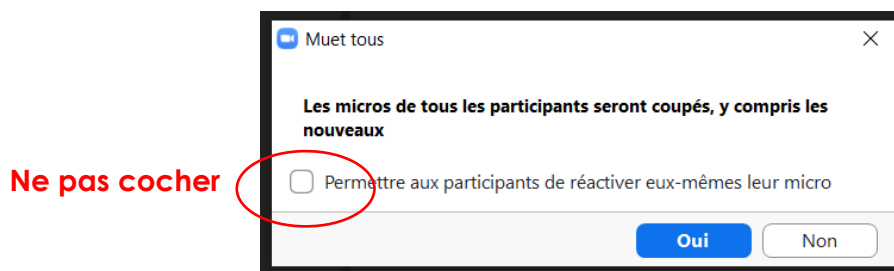 Muet tous
Les micros de tous les participants seront coupés, y compris les
nouveaux
Ne pas cocher
Permettre aux participants de réactiver eux-mêmes leur micro
Oui
Non